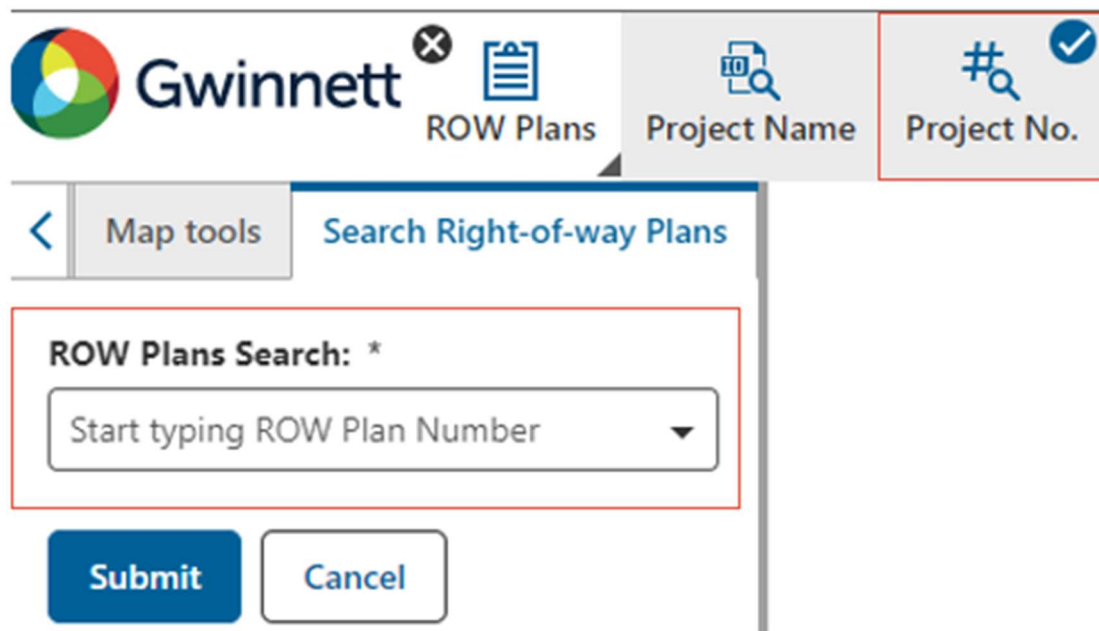 Gwinnett
ROW Plans
Project Name
Project No.
Map tools
Search Right-of-way Plans
ROW Plans Search: *
Start typing ROW Plan Number
Submit
Cancel